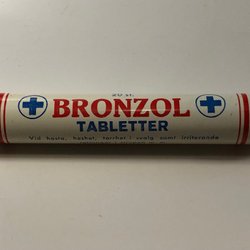 20 st.
BRONZOL
TABLETTER
Vid hosta, heshet, torrhet i svalg samt irriterande